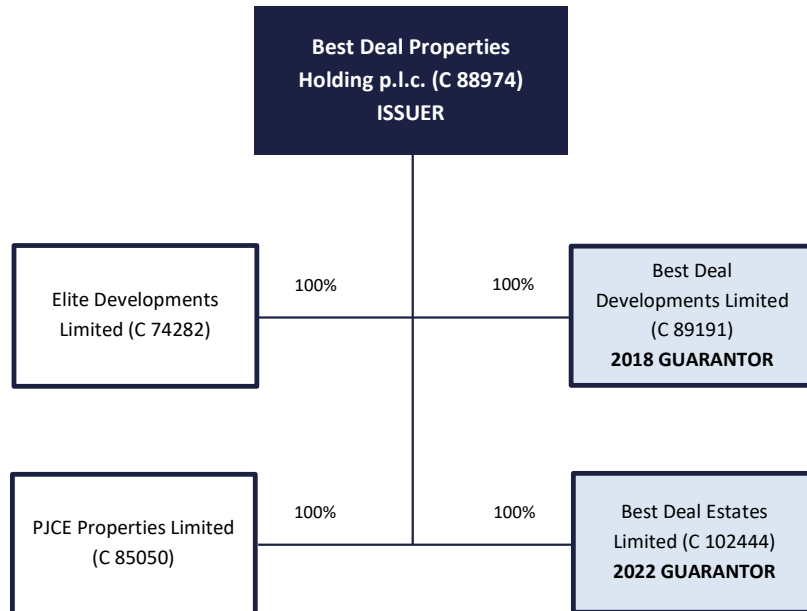 Best Deal Properties
Holding p.l.c. (C 88974)
ISSUER
Elite Developments
Limited (C 74282)
100%
100%
Best Deal
Developments Limited
(C 89191)
2018 GUARANTOR
PJCE Properties Limited
(C 85050)
100%
100%
Best Deal Estates
Limited (C 102444)
2022 GUARANTOR